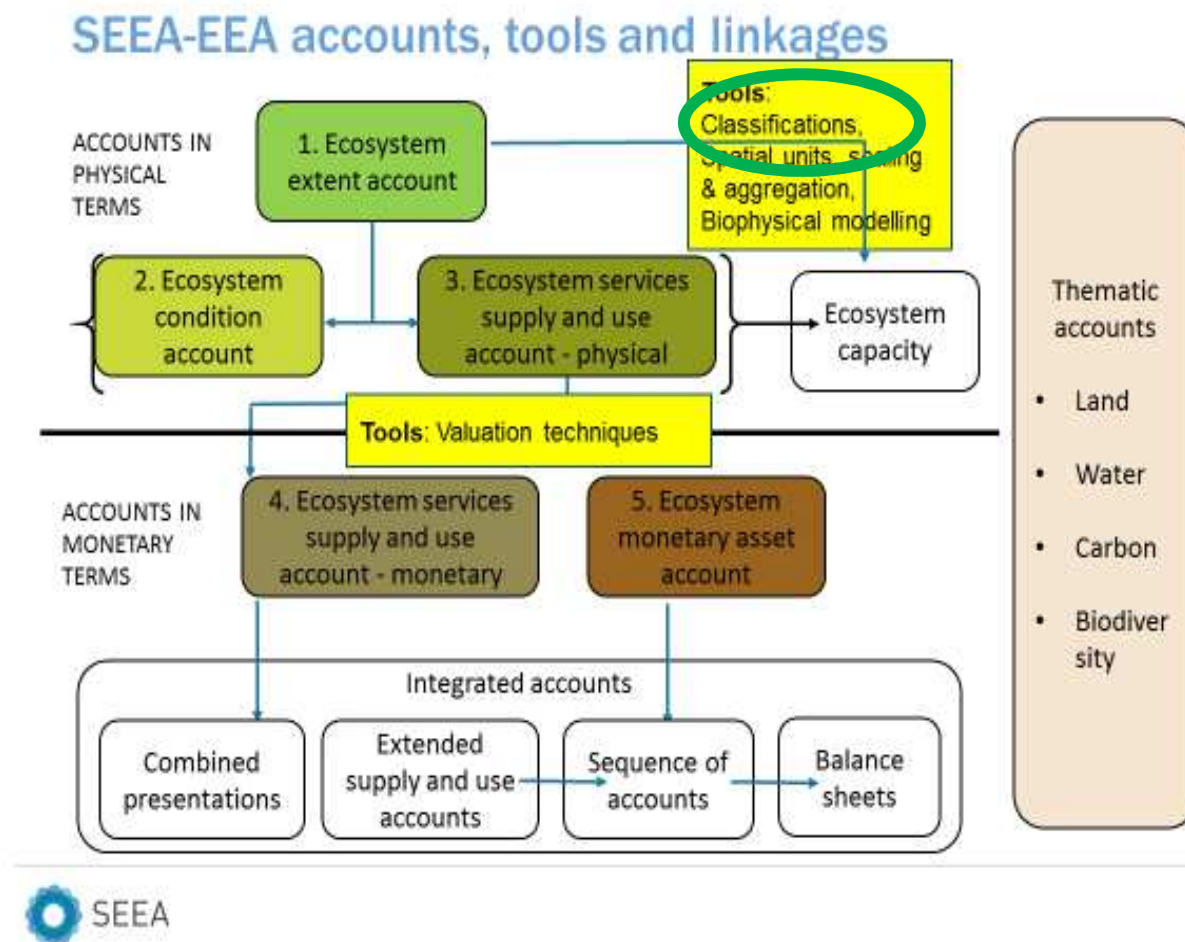 SEEA-EEA accounts, tools and linkages
ACCOUNTS IN
PHYSICAL
TERMS
1. Ecosystem
extent account
Tools:
Classifications,
Spatial units, scaling
& aggregation,
Biophysical modelling
2. Ecosystem
condition
account
3. Ecosystem services
supply and use
account - physical
Ecosystem
capacity
Tools: Valuation techniques
ACCOUNTS IN
MONETARY
TERMS
4. Ecosystem services
supply and use
account - monetary
5. Ecosystem
monetary asset
account
Integrated accounts
Combined
presentations
Extended
supply and use
accounts
Sequence of
accounts
Balance
sheets
Thematic
accounts
• Land
• Water
• Carbon
• Biodiver
sity
SEEA